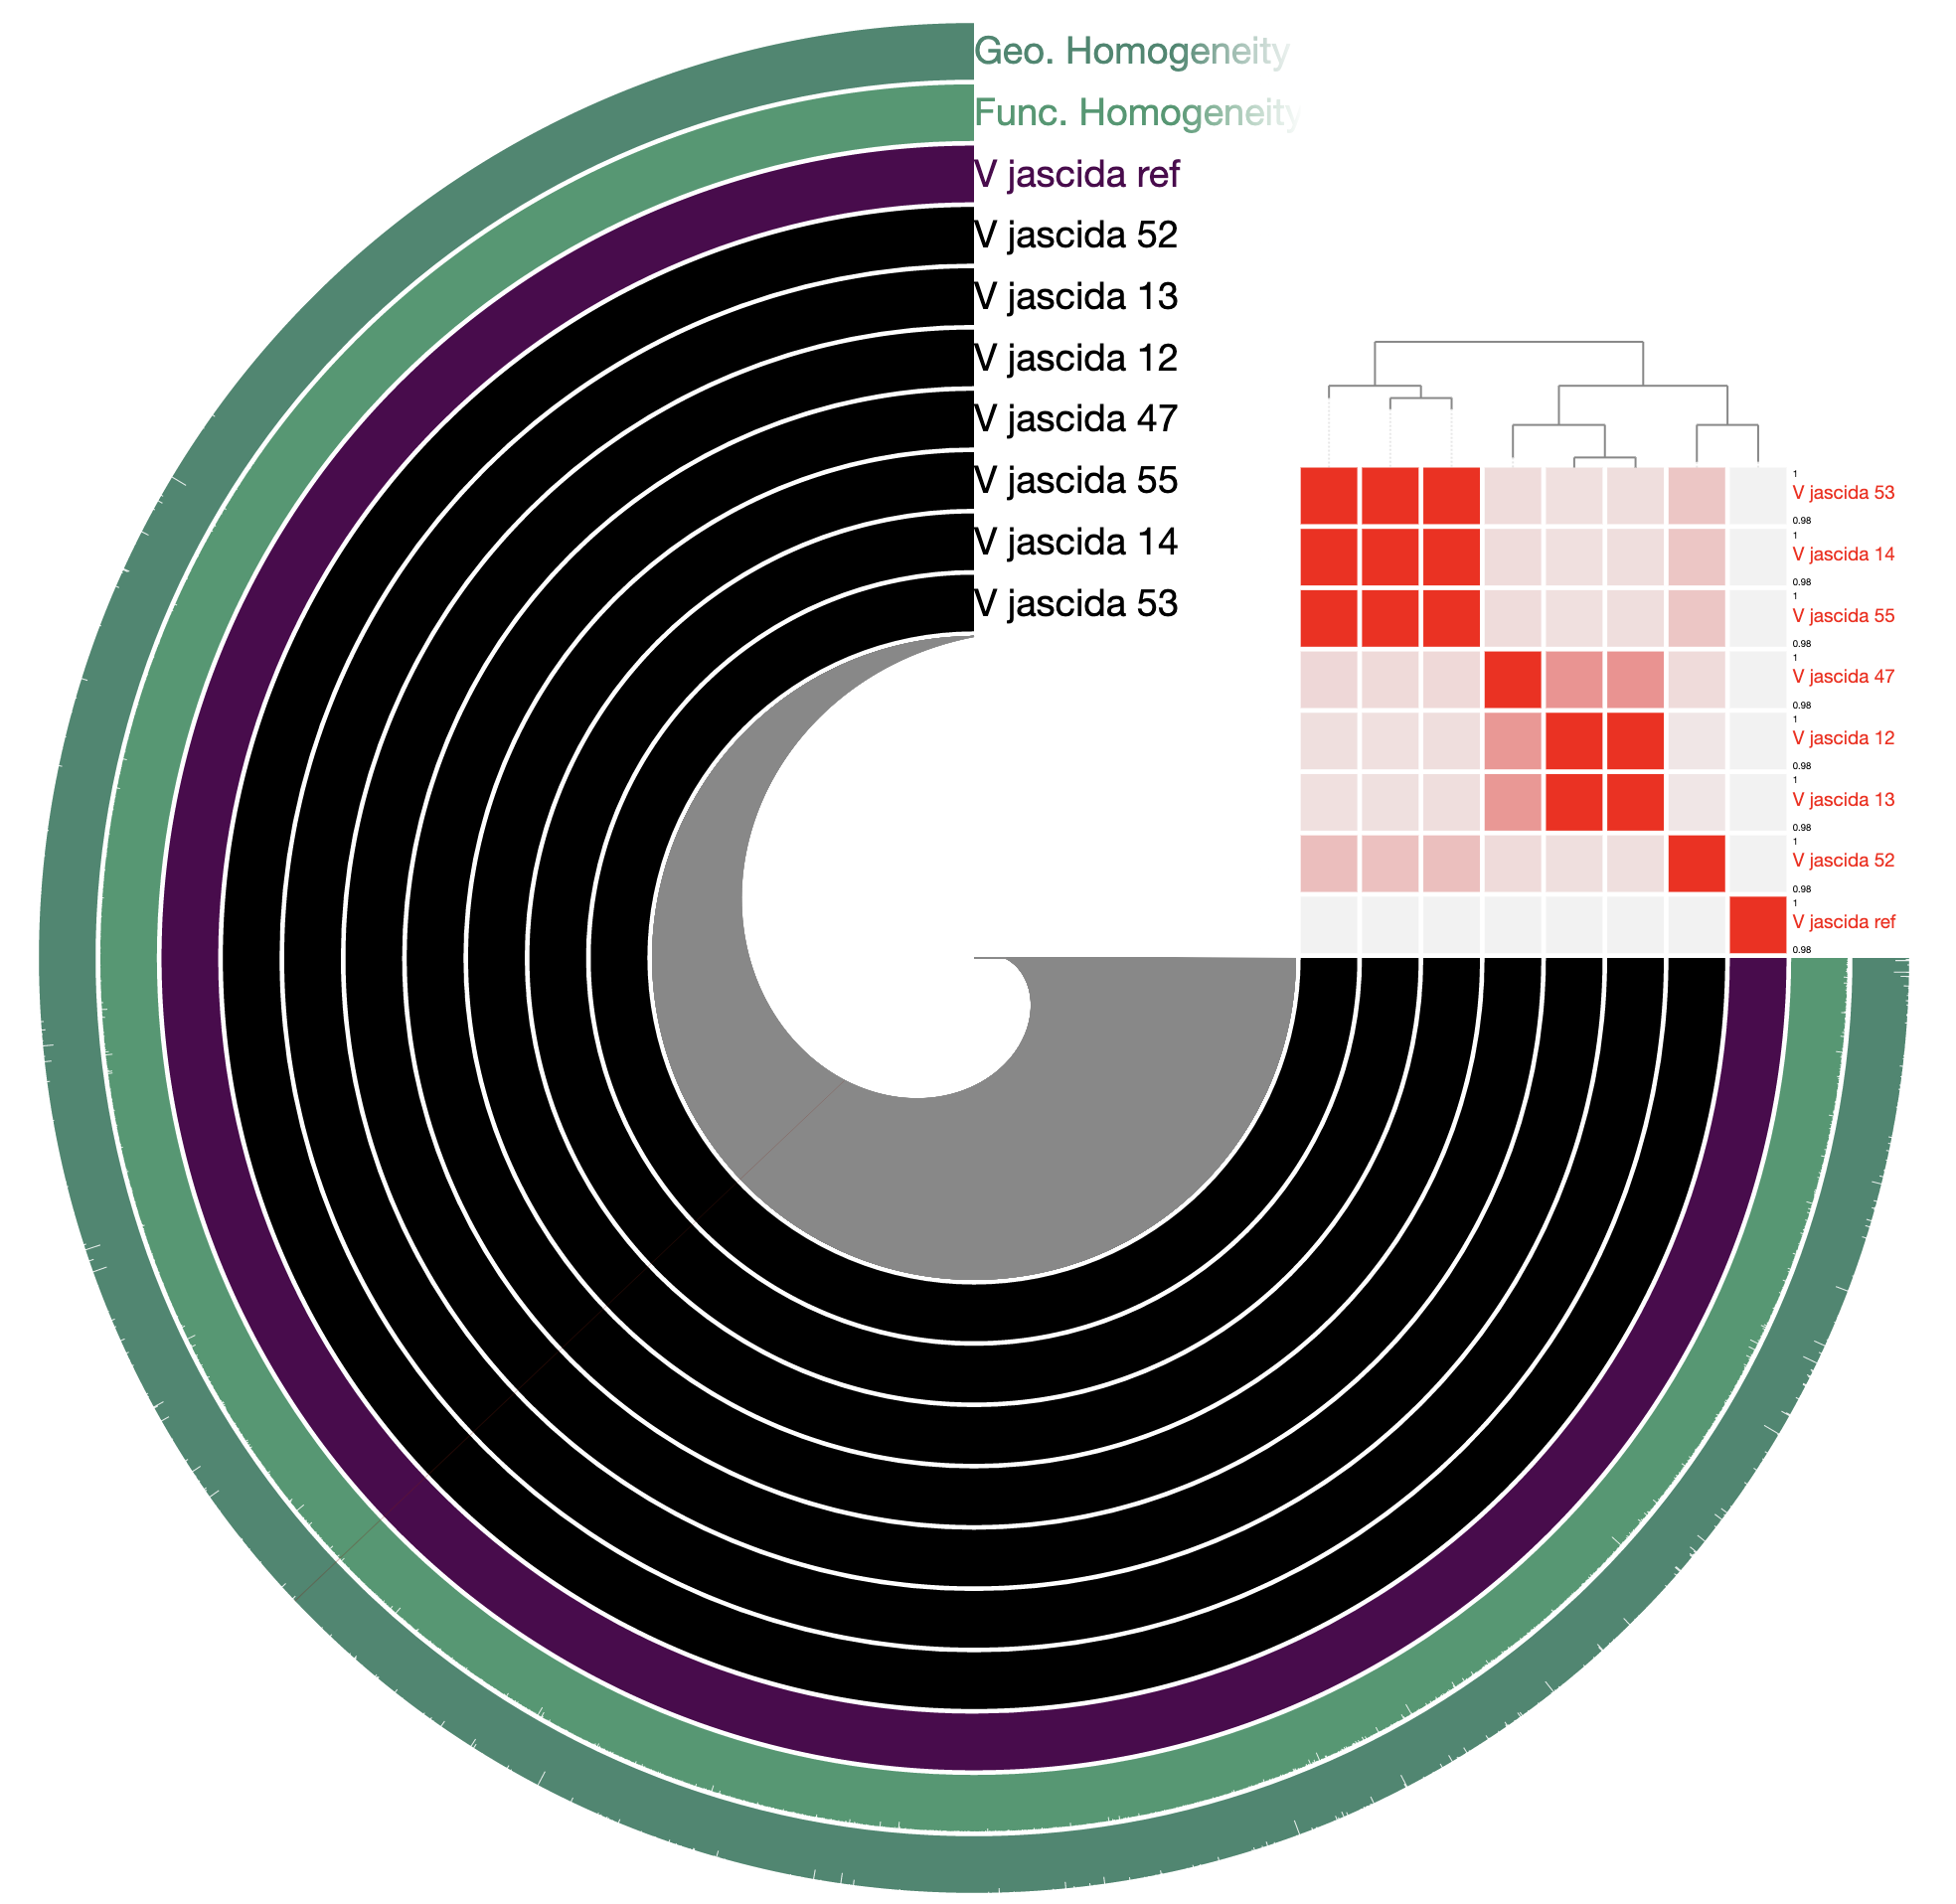 Geo. Homogeneity
Func. Homogeneity
V jascida ref
V jascida 52
V jascida 13
V jascida 12
V jascida 47
V jascida 55
V jascida 14
V jascida 53
1
V jascida 53
0.98
1
V jascida 14
0.98
1
V jascida 55
0.98
1
V jascida 47
0.98
1
V jascida 12
0.98
1
V jascida 13
0.98
1
V jascida 52
0.98
1
V jascida ref
0.98